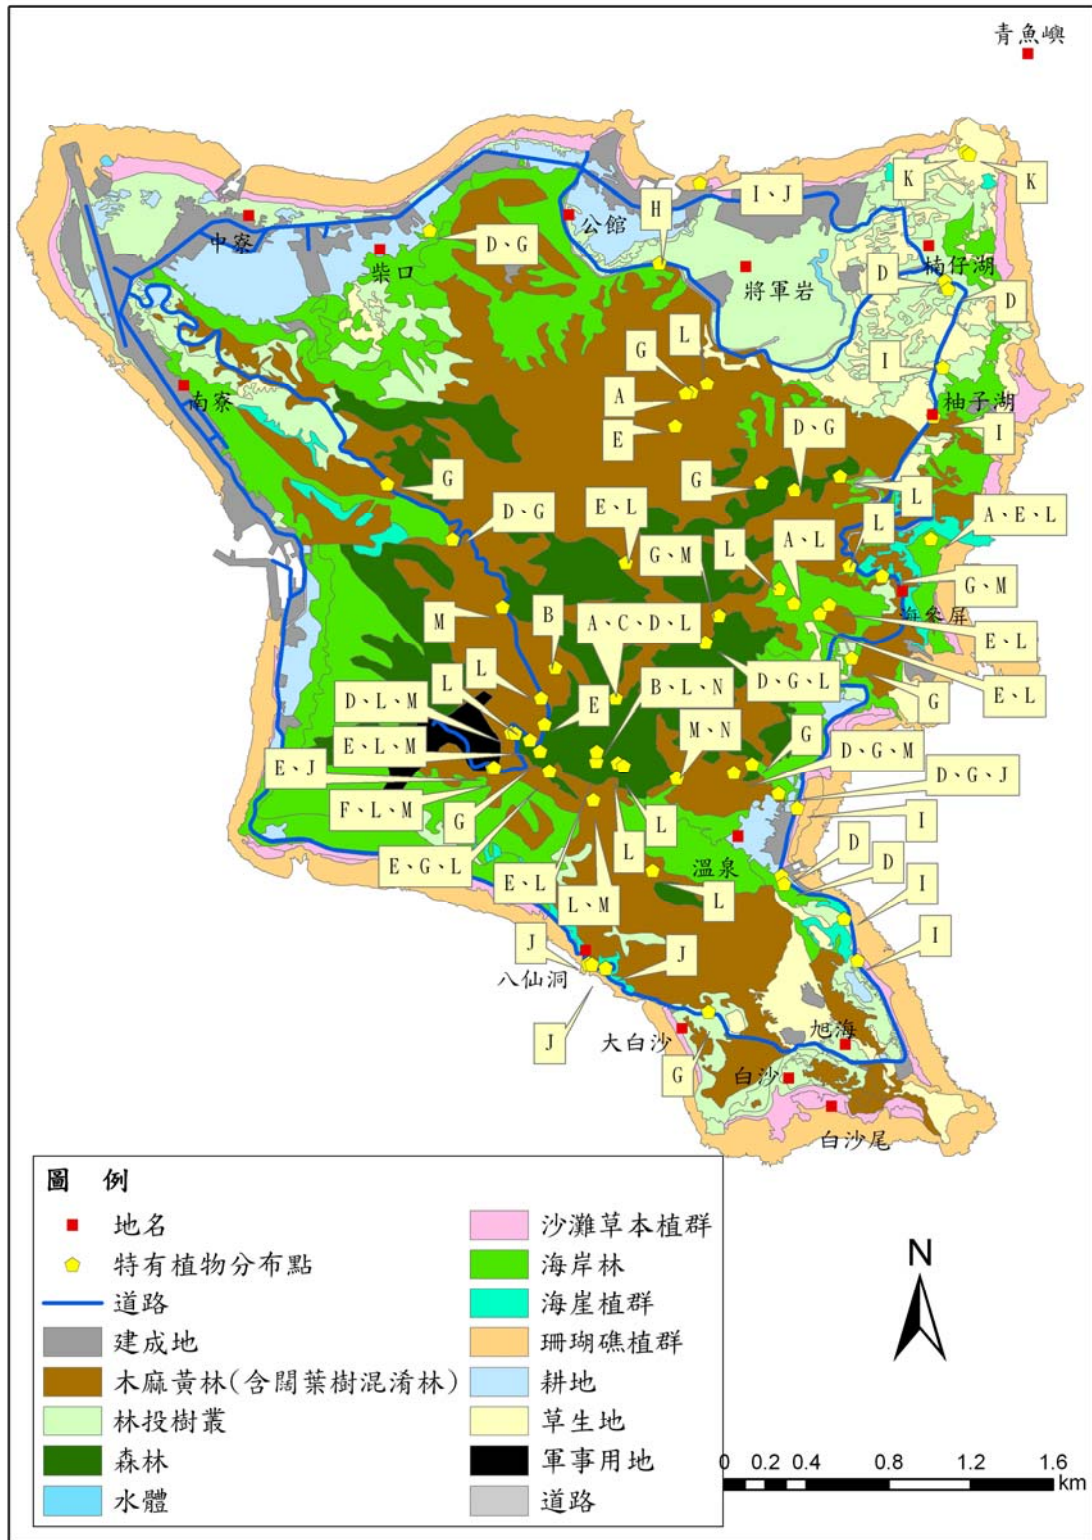 青魚嶼
K
K
I、J
H
公館
中寮
柴口
D、G
將軍岩
楠仔湖
D
D
L
G
I
A
南寮
柚子湖
E
I
D、G
G
G
L
D、G
E、L
L
A、E、L
A、L
G、M
L
G、M
海參屏
M
B
A、C、D、L
E、L
L
L
E
B、L、N
D、G、L
E、L
G
D、L、M
M、N
G
E、L、M
D、G、M
E、J
D、G、J
F、L、M
G
L
I
L
溫泉
D
D
E、G、L
E、L
L
I
L、M
I
J
J
八仙洞
J
大白沙
旭海
G
白沙
白沙尾
圖 例
地名
特有植物分布點
道路
建成地
木麻黃林(含闊葉樹混淆林)
林投樹叢
森林
水體
沙灘草本植群
海岸林
海崖植群
珊瑚礁植群
耕地
草生地
軍事用地
道路
N
0 0.2 0.4 0.8 1.2 1.6
km